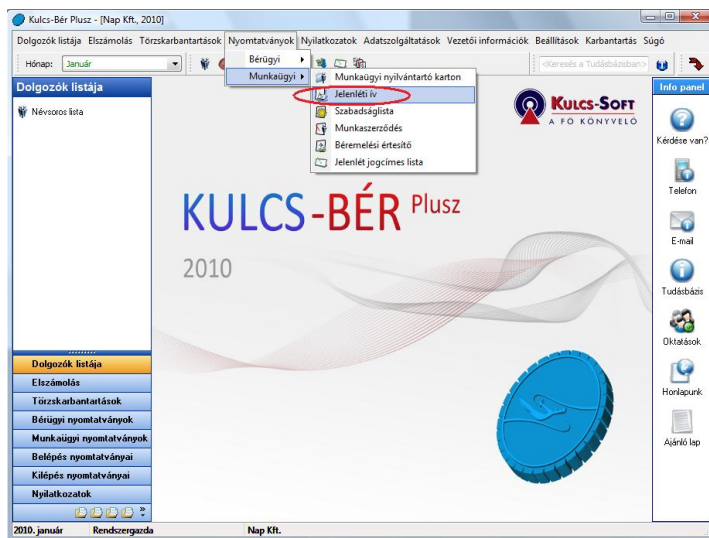 Kulcs-Bér Plusz - [Nap Kft., 2010]
Dolgozók listája Elszámolás Törzskarbantartások Nyomtatványok Nyilatkozatok Adatszolgáltatások Vezetői információk Beállítások Karbantartás Súgó
Hónap: Január
<Keresés a Tudásbázisban>
Bérügyi
Munkaügyi
Munkaügyi nyilvántartó karton
Jelenléti ív
Szabadságlista
Munkaszerződés
Béremelési értesítő
Jelenlét jogcímes lista
Dolgozók listája
Névsoros lista
KULCS-SOFT
A FŐ KÖNYVELŐ
KULCS-BÉR Plusz
2010
Info panel
Kérdése van?
Telefon
E-mail
Tudásbázis
Oktatások
Honlapunk
Ajánló lap
Dolgozók listája
Elszámolás
Törzskarbantartások
Bérügyi nyomtatványok
Munkaügyi nyomtatványok
Belépés nyomtatványai
Kilépés nyomtatványai
Nyilatkozatok
2010. január Rendszergazda Nap Kft.